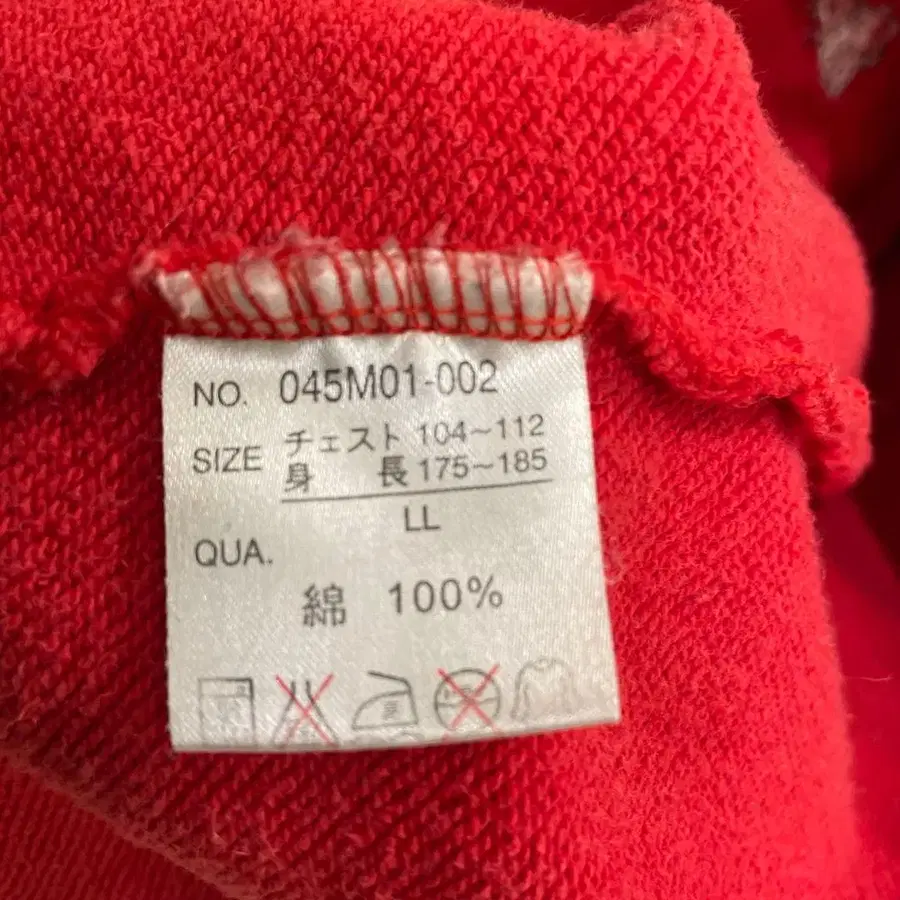 NO. 045M01-002
SIZE チェスト 104～112
身 長 175～185
LL
QUA.
綿 100%